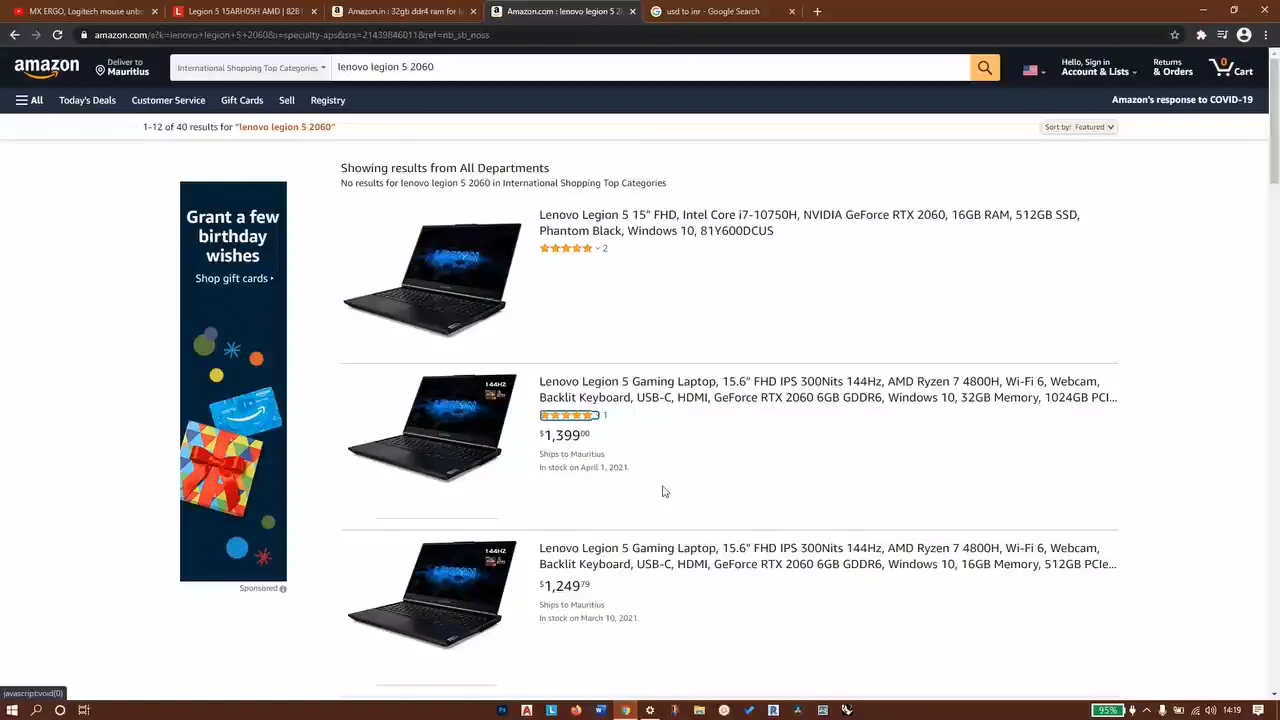 MX ERGO, Logitech mouse unb
Legion 5 15ARH05H AMD | 82B
Amazon.in : 32gb ddr4 ram for l
Amazon.com : lenovo legion 5 2
usd to inr - Google Search
amazon.com/s?k=lenovo+legion+5+2060&i=specialty-aps&srs=21439846011&ref=nb_sb_noss
amazon
Deliver to
Mauritius
International Shopping Top Categories
lenovo legion 5 2060
Hello, Sign in
Account & Lists
Returns
& Orders
0
Cart
All
Today's Deals
Customer Service
Gift Cards
Sell
Registry
Amazon's response to COVID-19
1-12 of 40 results for "lenovo legion 5 2060"
Sort by: Featured
Showing results from All Departments
No results for lenovo legion 5 2060 in International Shopping Top Categories
Grant a few
birthday
wishes
Shop gift cards
Sponsored
Lenovo Legion 5 15" FHD, Intel Core i7-10750H, NVIDIA GeForce RTX 2060, 16GB RAM, 512GB SSD,
Phantom Black, Windows 10, 81Y600DCUS
2
LEGION
144HZ
Lenovo Legion 5 Gaming Laptop, 15.6" FHD IPS 300Nits 144Hz, AMD Ryzen 7 4800H, Wi-Fi 6, Webcam,
Backlit Keyboard, USB-C, HDMI, GeForce RTX 2060 6GB GDDR6, Windows 10, 32GB Memory, 1024GB PCI...
1
$1,399.00
Ships to Mauritius
In stock on April 1, 2021.
144HZ
Lenovo Legion 5 Gaming Laptop, 15.6" FHD IPS 300Nits 144Hz, AMD Ryzen 7 4800H, Wi-Fi 6, Webcam,
Backlit Keyboard, USB-C, HDMI, GeForce RTX 2060 6GB GDDR6, Windows 10, 16GB Memory, 512GB PCIe...
$1,249.79
Ships to Mauritius
In stock on March 10, 2021.
javascript:void(0)
95%
14:19